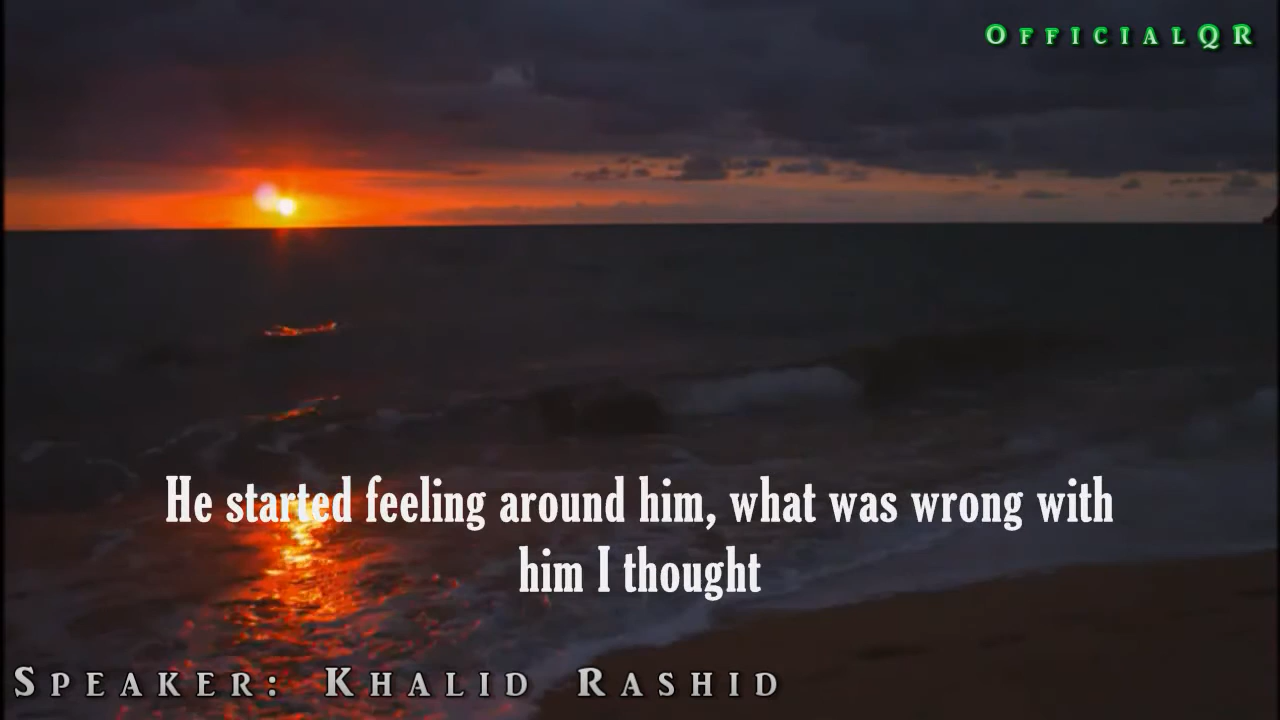 OfficialQR
He started feeling around him, what was wrong with
him I thought
Speaker: Khalid Rashid